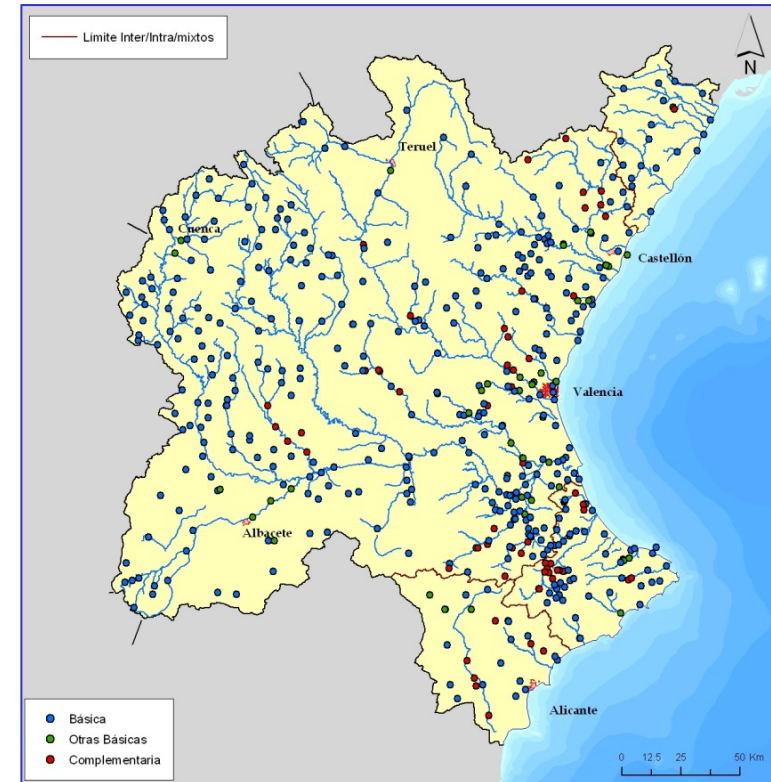 Límite Inter/Intra/mixtos
N
Teruel
Cuenca
Castellón
Valencia
Albacete
Alicante
Básica
Otras Básicas
Complementaria
0 12.5 25 50 Km